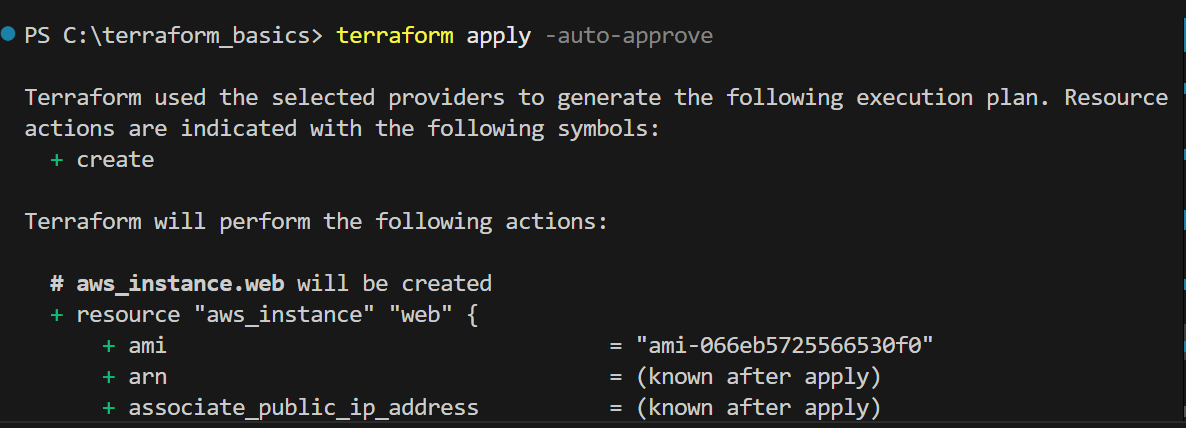 PS C:\terraform_basics> terraform apply -auto-approve
Terraform used the selected providers to generate the following execution plan. Resource
actions are indicated with the following symbols:
+ create
Terraform will perform the following actions:
# aws_instance.web will be created
+ resource "aws_instance" "web" {
+ ami = "ami-066eb5725566530f0"
+ arn = (known after apply)
+ associate_public_ip_address = (known after apply)